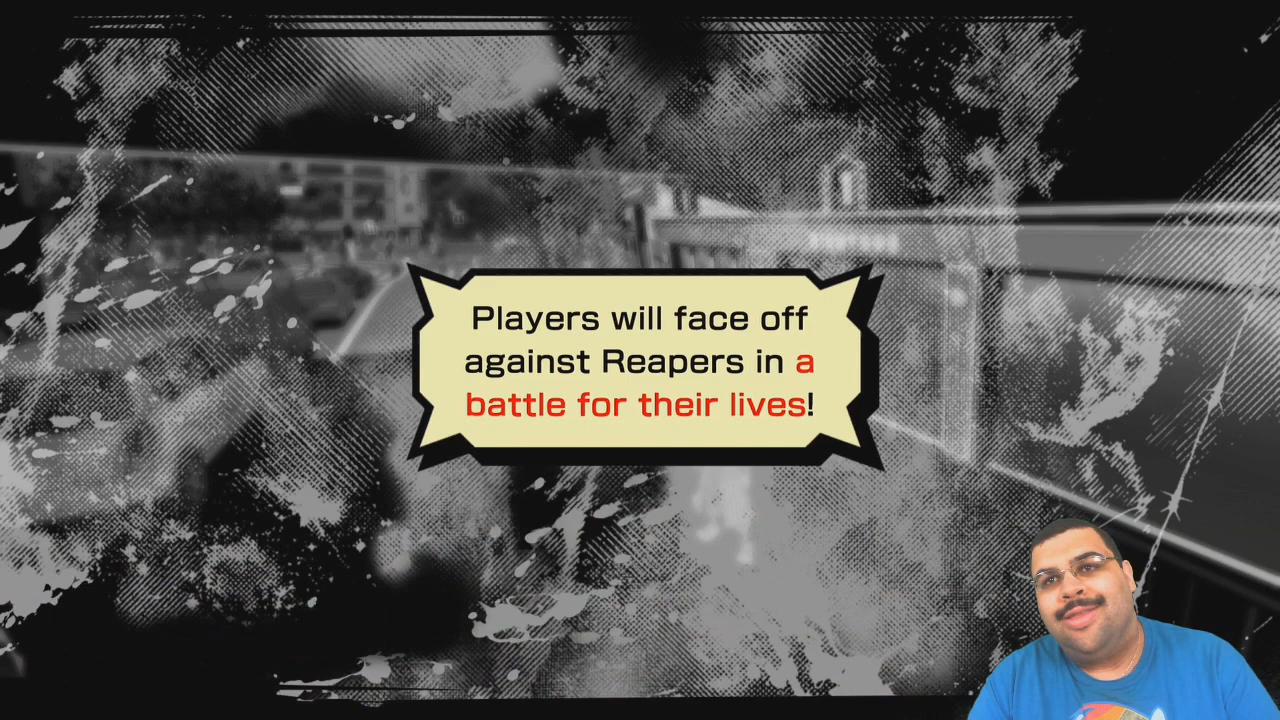 Players will face off
against Reapers in a
battle for their lives!